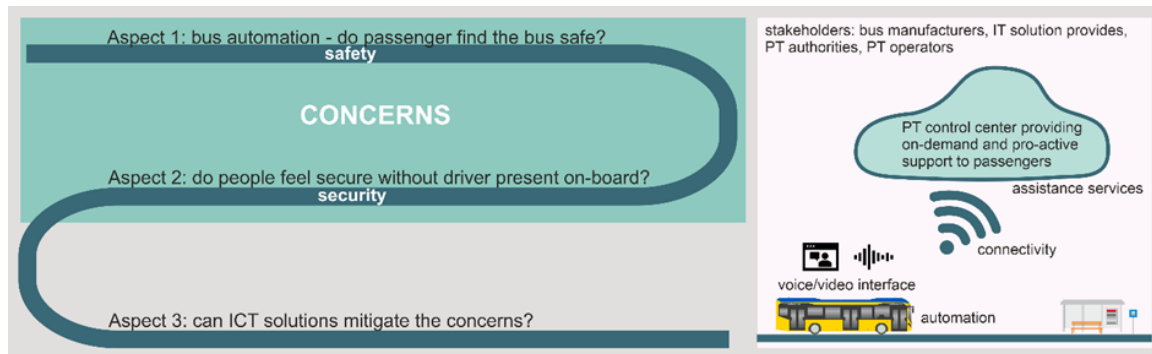 Aspect 1: bus automation - do passenger find the bus safe?
safety
CONCERNS
Aspect 2: do people feel secure without driver present on-board?
security
Aspect 3: can ICT solutions mitigate the concerns?
stakeholders: bus manufacturers, IT solution provides,
PT authorities, PT operators
PT control center providing
on-demand and pro-active
support to passengers
assistance services
connectivity
voice/video interface
automation